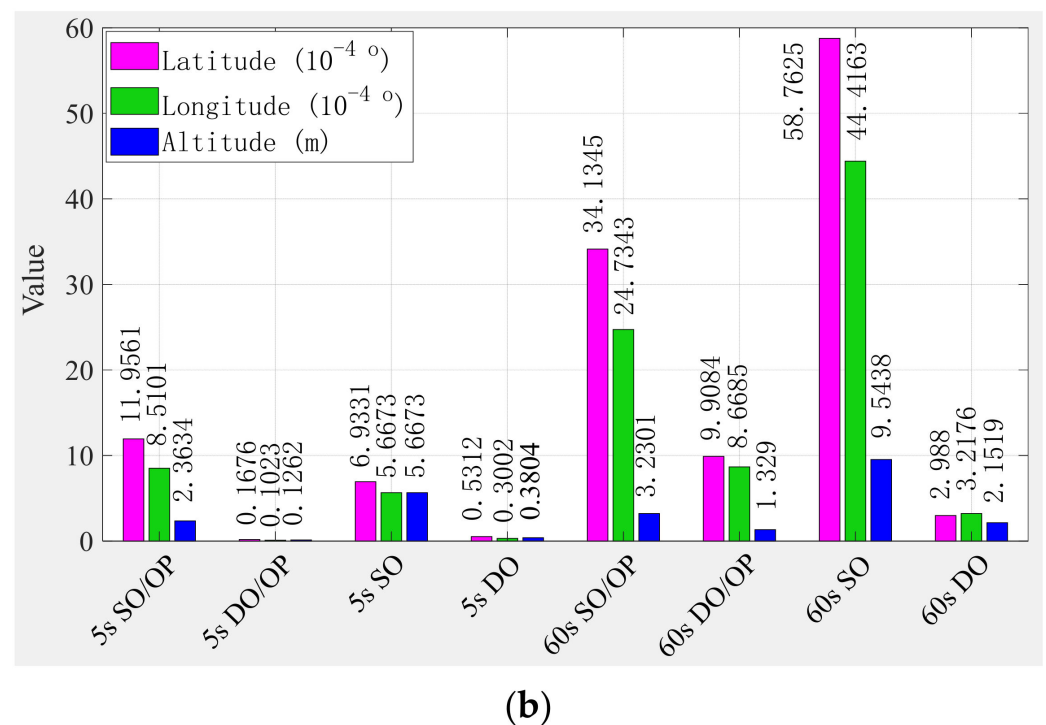 60
50
40
30
20
10
0
Value
Latitude (10⁻⁴ °)
Longitude (10⁻⁴ °)
Altitude (m)
11.9561
8.5101
2.3634
0.1676
0.1023
0.1262
6.9331
5.6673
5.6673
0.5312
0.3002
0.3804
34.1345
24.7343
3.2301
9.9084
8.6685
1.329
58.7625
44.4163
9.5438
2.988
3.2176
2.1519
5s SO/OP
5s DO/OP
5s SO
5s DO
60s SO/OP
60s DO/OP
60s SO
60s DO
(b)